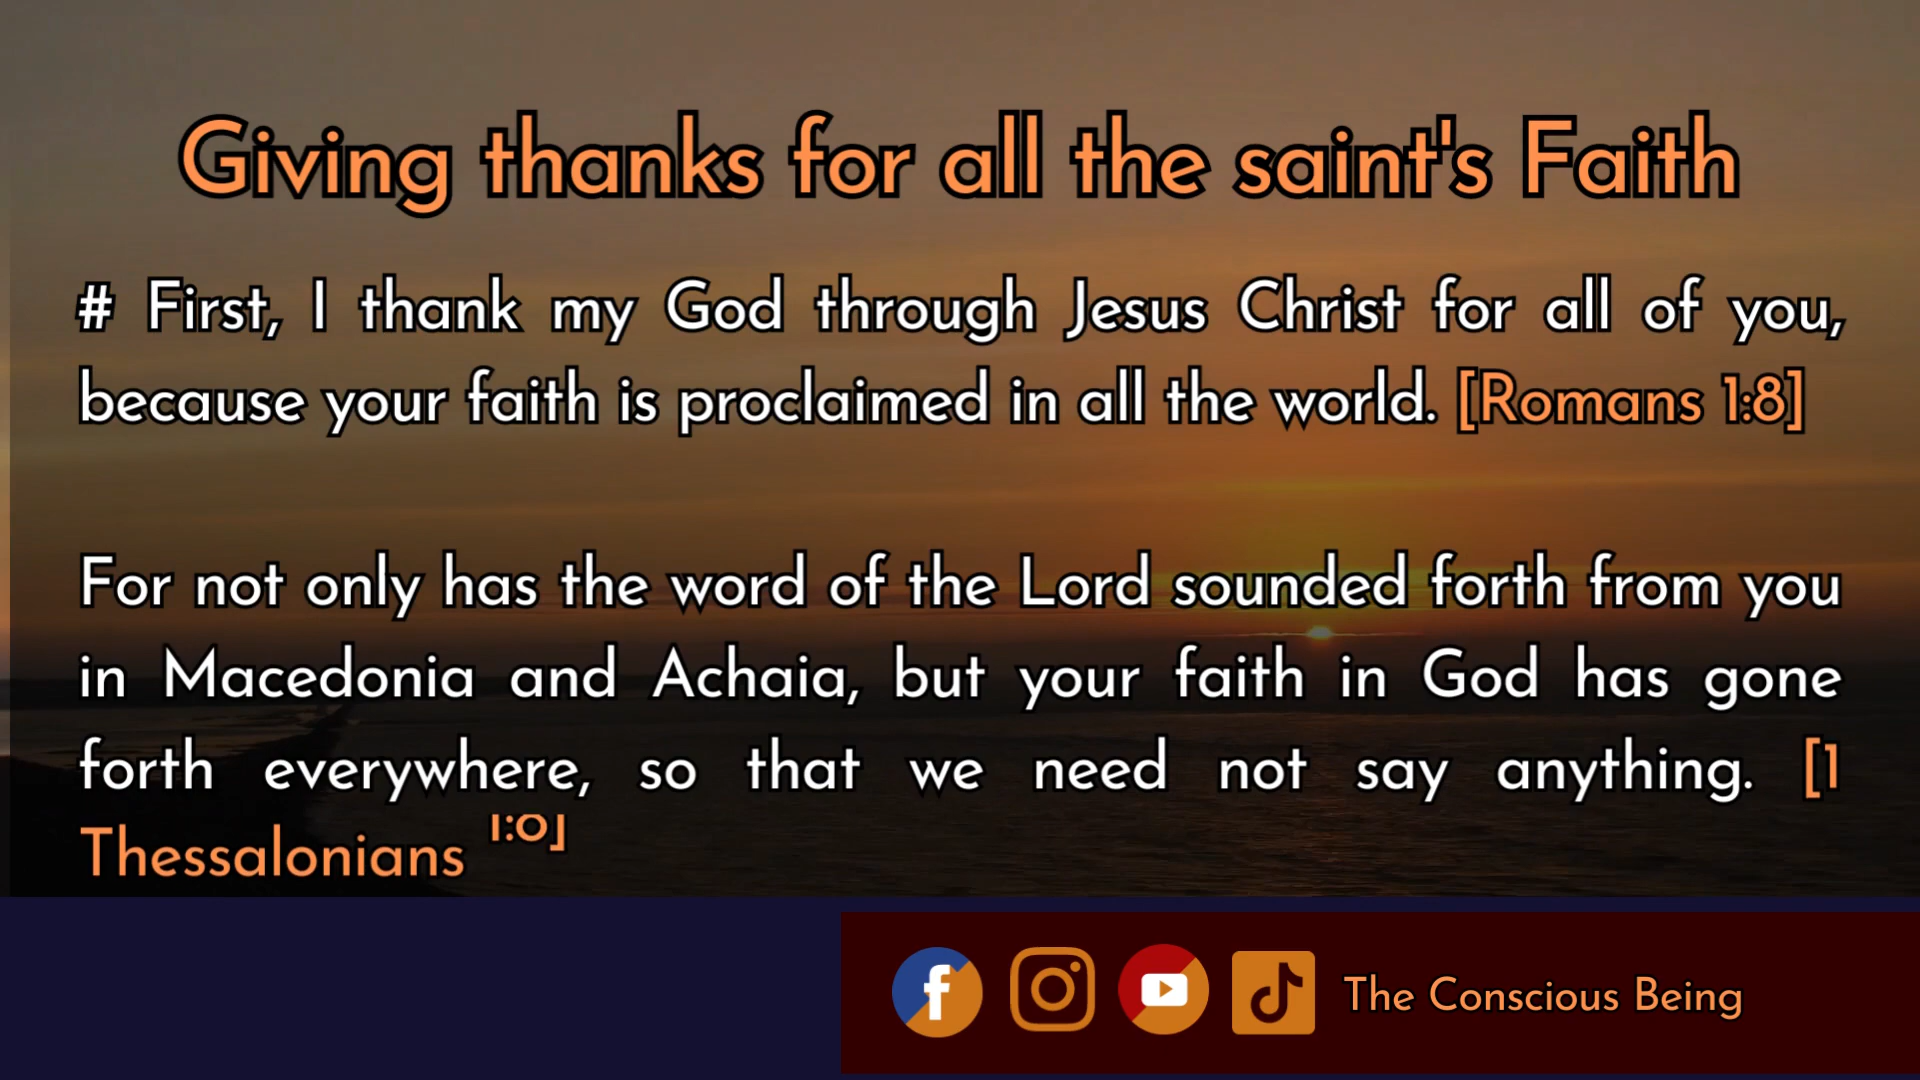 Giving thanks for all the saint's Faith
# First, I thank my God through Jesus Christ for all of you,
because your faith is proclaimed in all the world. [Romans 1:8]
For not only has the word of the Lord sounded forth from you
in Macedonia and Achaia, but your faith in God has gone
forth everywhere, so that we need not say anything. [1
Thessalonians
The Conscious Being